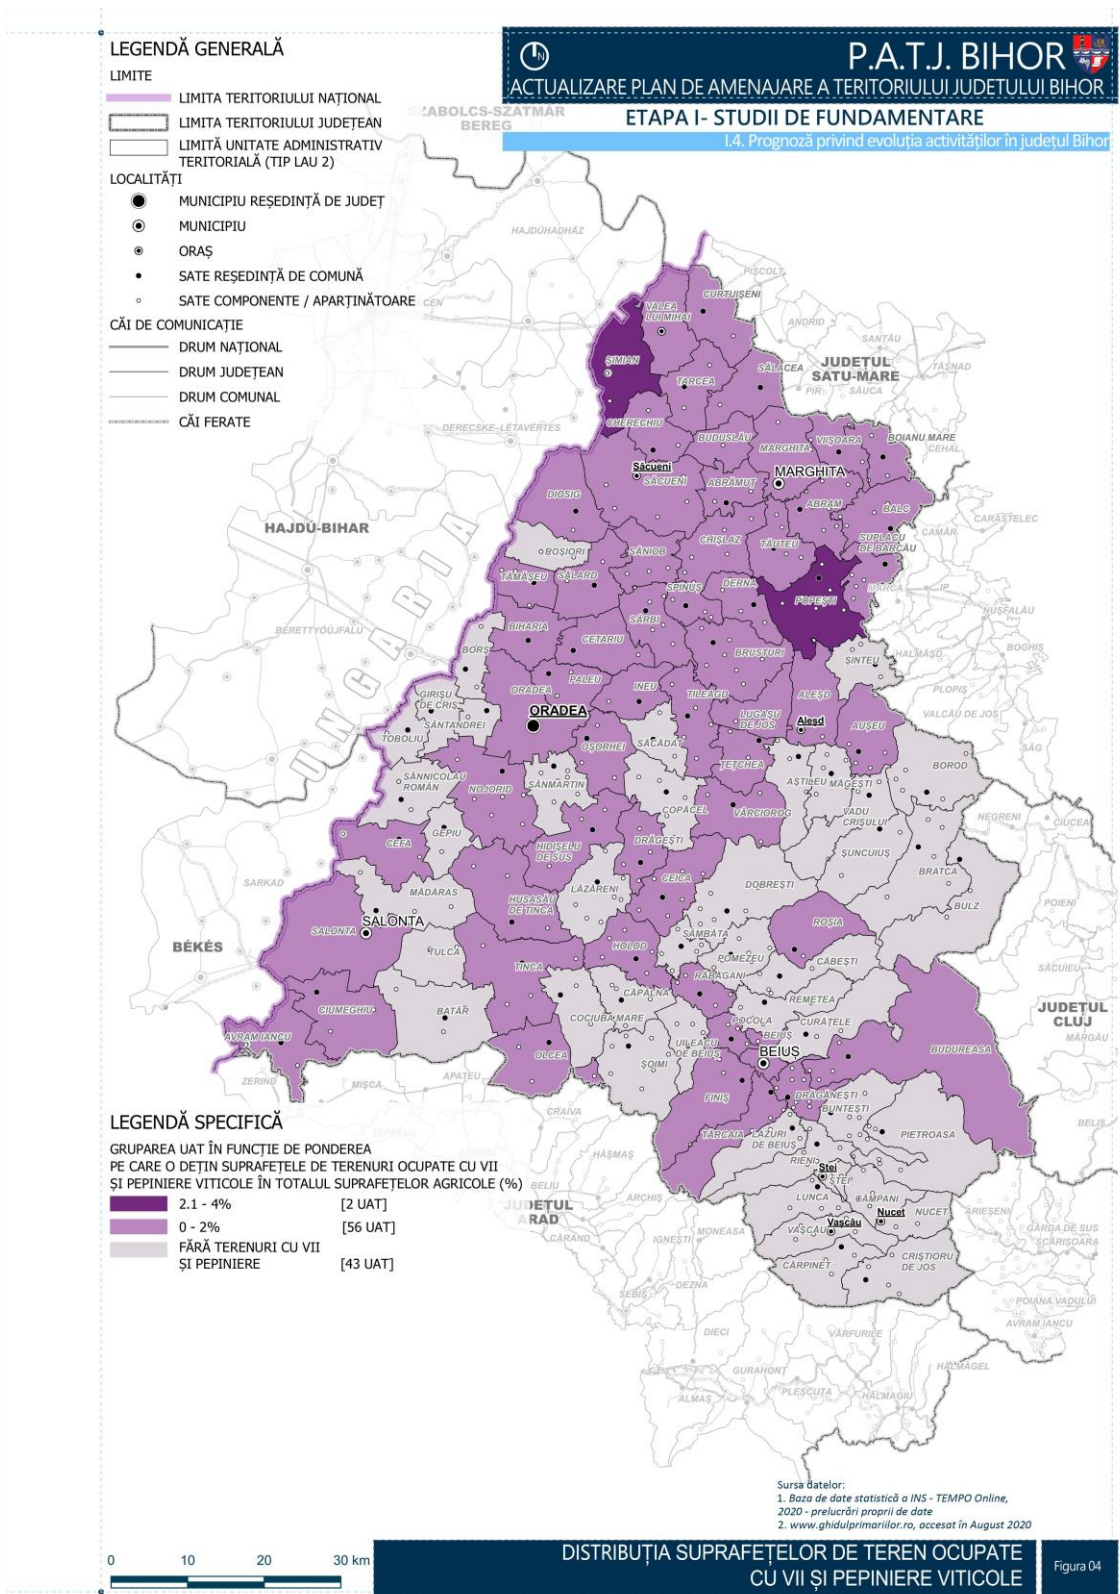 LEGENDĂ GENERALĂ
LIMITE
LIMITA TERITORIULUI NAȚIONAL
LIMITA TERITORIULUI JUDEȚEAN
LIMITĂ UNITATE ADMINISTRATIV
TERITORIALĂ (TIP LAU 2)
LOCALITĂȚI
MUNICIPIU REȘEDINȚĂ DE JUDEȚ
MUNICIPIU
ORAȘ
SATE REȘEDINȚĂ DE COMUNĂ
SATE COMPONENTE / APARȚINĂTOARE
CĂI DE COMUNICAȚIE
DRUM NAȚIONAL
DRUM JUDEȚEAN
DRUM COMUNAL
CĂI FERATE
N
P.A.T.J. BIHOR
ACTUALIZARE PLAN DE AMENAJARE A TERITORIULUI JUDETULUI BIHOR
ETAPA I- STUDII DE FUNDAMENTARE
I.4. Prognoză privind evoluția activităților în județul Bihor
SZABOLCS-SZATMÁR
BEREG
HAJDÚHADHÁZ
PIȘCOLT
CURTUIȘENI
VALEA
LUI MIHAI
ANDRID
SANTĂU
JUDEȚUL
SATU-MARE
TĂȘNAD
PIR
SĂUCA
ȘIMIAN
SĂLACEA
TARCEA
CHERECHIU
DERECSKE-LÉTAVÉRTES
BUDUSLĂU
MARGHITA
VIIȘOARA
BOIANU MARE
CEHAL
Săcueni
SĂCUENI
MARGHITA
ABRĂMUȚ
ABRAM
BALC
DIOSIG
HAJDÚ-BIHAR
CARASTELEC
CAMĂR
ROȘIORI
SÂNIOB
CHIȘLAZ
TĂUTEU
SUPLACU
DE BARCĂU
TĂMĂȘEU
SĂLARD
SPINUȘ
DERNA
POPEȘTI
MARCA
IP
NUȘFALĂU
SÂRBI
BERETTYÓÚJFALU
BIHARIA
CETARIU
BRUSTURI
BORȘ
ȘINTEU
HALMĂȘD
BOGHIȘ
PLOPIȘ
UNGARIA
ORADEA
PALEU
INEU
TILEAGD
ALEȘD
GIRIȘU
DE CRIȘ
SÂNTANDREI
ORADEA
LUGAȘU
DE JOS
Aleșd
AUȘEU
VALCĂU DE JOS
TOBOLIU
OȘORHEI
SĂCĂDAT
ȚEȚCHEA
SÂG
BOROD
SÂNNICOLAU
ROMÂN
NOJORID
SÂNMARTIN
AȘTILEU
MĂGEȘTI
COPĂCEL
VÂRCIOROG
VADU
CRIȘULUI
NEGRENI
CIUCEA
CEFA
GEPIU
HIDIȘELU
DE SUS
DRĂGEȘTI
ȘUNCUIUȘ
BRATCA
SARKAD
MĂDĂRAS
LĂZĂRENI
CEICA
DOBREȘTI
BULZ
POIENI
HUSASĂU
DE TINCA
SALONTA
SALONTA
ROȘIA
BÉKÉS
TULCA
HOLOD
SÂMBĂTA
POMEZEU
CĂBEȘTI
SĂCUIEU
TINCA
RĂBĂGANI
CĂPÂLNA
REMETEA
JUDEȚUL
CLUJ
CIUMEGHIU
BATĂR
COCIUBA MARE
POCOLA
CURĂȚELE
MĂRGĂU
AVRAM IANCU
OLCEA
ȘOIMI
UILEACU
DE BEIUȘ
BEIUȘ
BEIUȘ
BUDUREASA
ZERIND
MIȘCA
APATEU
FINIȘ
DRĂGĂNEȘTI
BUNTEȘTI
BELIȘ
CRAIVA
TĂRCAIA
LAZURI
DE BEIUȘ
PIETROASA
HĂȘMAȘ
RIENI
Ștei
ȘTEI
BELIU
ARCHIȘ
LUNCA
CÂMPANI
ARIEȘENI
JUDEȚUL
ARAD
Nucet
NUCET
CĂRAND
MONEASA
VAȘCĂU
Vașcău
GÂRDA DE SUS
SCĂRIȘOARA
IGNEȘTI
CĂRPINET
CRIȘTIORU
DE JOS
DEZNA
SEBIȘ
POIANA VADULUI
AVRAM IANCU
DIECI
VÂRFURILE
GURAHONȚ
HĂLMĂGEL
ALMAȘ
PLEȘCUȚA
HĂLMAGIU
LEGENDĂ SPECIFICĂ
GRUPAREA UAT ÎN FUNCȚIE DE PONDEREA
PE CARE O DEȚIN SUPRAFEȚELE DE TERENURI OCUPATE CU VII
ȘI PEPINIERE VITICOLE ÎN TOTALUL SUPRAFEȚELOR AGRICOLE (%)
2.1 - 4% [2 UAT]
0 - 2% [56 UAT]
FĂRĂ TERENURI CU VII
ȘI PEPINIERE [43 UAT]
Sursa datelor:
1. Baza de date statistică a INS - TEMPO Online,
2020 - prelucrări proprii de date
2. www.ghidulprimariilor.ro, accesat în August 2020
0 10 20 30 km
DISTRIBUȚIA SUPRAFEȚELOR DE TEREN OCUPATE
CU VII ȘI PEPINIERE VITICOLE
Figura 04